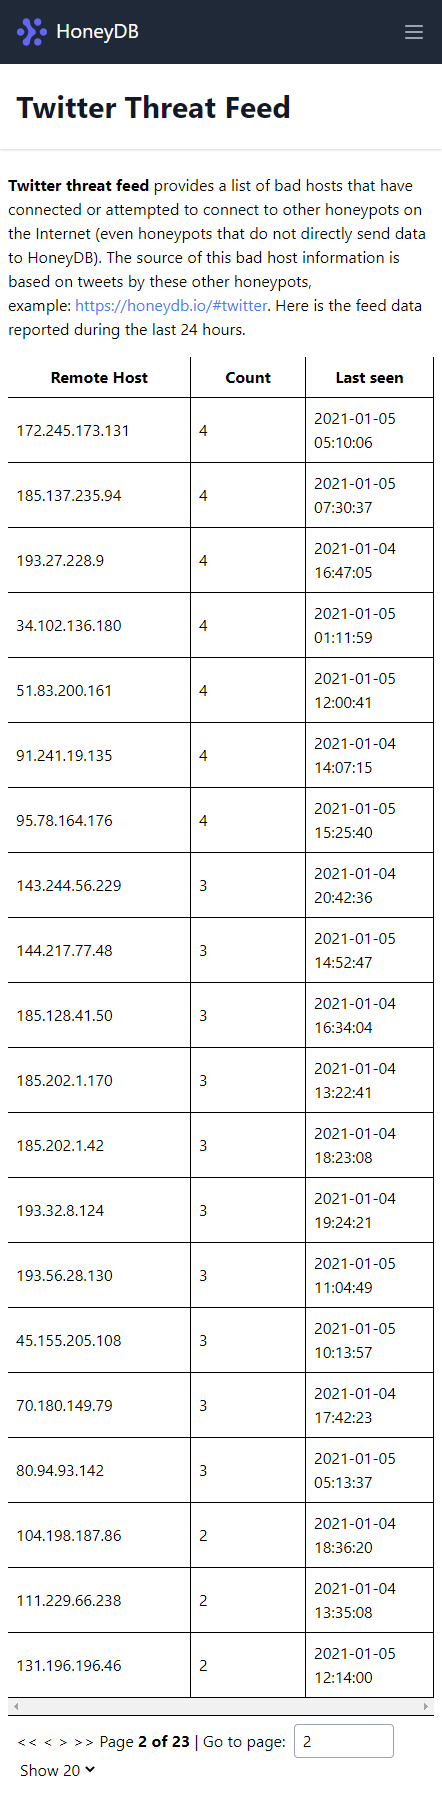 HoneyDB
Twitter Threat Feed
Twitter threat feed provides a list of bad hosts that have
connected or attempted to connect to other honeypots on
the Internet (even honeypots that do not directly send data
to HoneyDB). The source of this bad host information is
based on tweets by these other honeypots,
example: https://honeydb.io/#twitter. Here is the feed data
reported during the last 24 hours.
Remote Host Count Last seen
172.245.173.131 4 2021-01-05
05:10:06
185.137.235.94 4 2021-01-05
07:30:37
193.27.228.9 4 2021-01-04
16:47:05
34.102.136.180 4 2021-01-05
01:11:59
51.83.200.161 4 2021-01-05
12:00:41
91.241.19.135 4 2021-01-04
14:07:15
95.78.164.176 4 2021-01-05
15:25:40
143.244.56.229 3 2021-01-04
20:42:36
144.217.77.48 3 2021-01-05
14:52:47
185.128.41.50 3 2021-01-04
16:34:04
185.202.1.170 3 2021-01-04
13:22:41
185.202.1.42 3 2021-01-04
18:23:08
193.32.8.124 3 2021-01-04
19:24:21
193.56.28.130 3 2021-01-05
11:04:49
45.155.205.108 3 2021-01-05
10:13:57
70.180.149.79 3 2021-01-04
17:42:23
80.94.93.142 3 2021-01-05
05:13:37
104.198.187.86 2 2021-01-04
18:36:20
111.229.66.238 2 2021-01-04
13:35:08
131.196.196.46 2 2021-01-05
12:14:00
<< < > >> Page 2 of 23 | Go to page: 2
Show 20